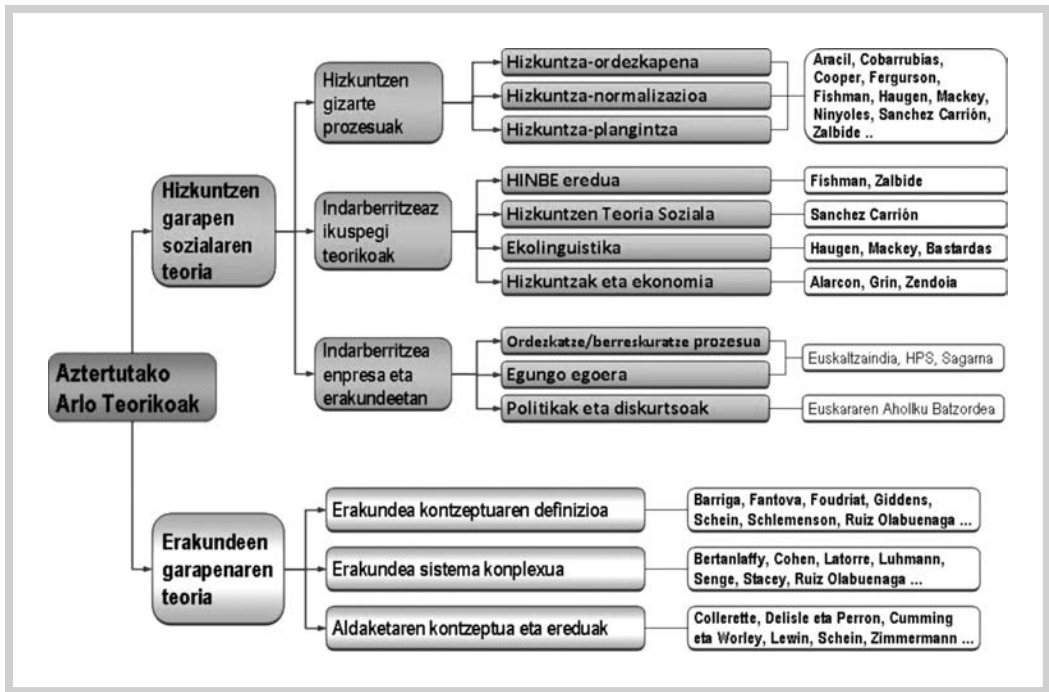 Aztertutako
Arlo Teorikoak
Hizkuntzen
garapen
sozialaren
teoria
Hizkuntzen
gizarte
prozesuak
Hizkuntza-ordezkapena
Hizkuntza-normalizazioa
Hizkuntza-plangintza
Aracil, Cobarrubias,
Cooper, Fergurson,
Fishman, Haugen, Mackey,
Ninyoles, Sanchez Carrión,
Zalbide ..
Indarberritzeaz
ikuspegi
teorikoak
HINBE eredua
Fishman, Zalbide
Hizkuntzen Teoria Soziala
Sanchez Carrión
Ekolinguistika
Haugen, Mackey, Bastardas
Hizkuntzak eta ekonomia
Alarcon, Grin, Zendoia
Indarberritzea
enpresa eta
erakundeetan
Ordezkatze/berreskuratze prozesua
Egungo egoera
Euskaltzaindia, HPS, Sagarna
Politikak eta diskurtsoak
Euskararen Ahollku Batzordea
Erakundeen
garapenaren
teoria
Erakundea kontzeptuaren definizioa
Barriga, Fantova, Foudriat, Giddens,
Schein, Schlemenson, Ruiz Olabuenaga ...
Erakundea sistema konplexua
Bertanlaffy, Cohen, Latorre, Luhmann,
Senge, Stacey, Ruiz Olabuenaga ...
Aldaketaren kontzeptua eta ereduak
Collerette, Delisle eta Perron, Cumming
eta Worley, Lewin, Schein, Zimmermann ...